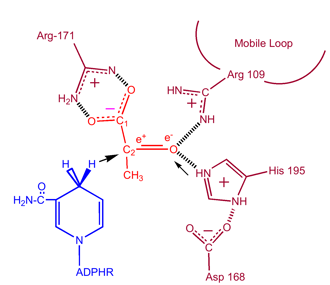 Arg-171
Mobile Loop
Arg 109
NH
+
H₂N
O
O
C₁
−
HN
C
+
NH
e⁺
e⁻
C₂
O
CH₃
H
H
HN
+
His 195
NH
O
H₂N
C
N
ADPHR
O
−
O
C
Asp 168